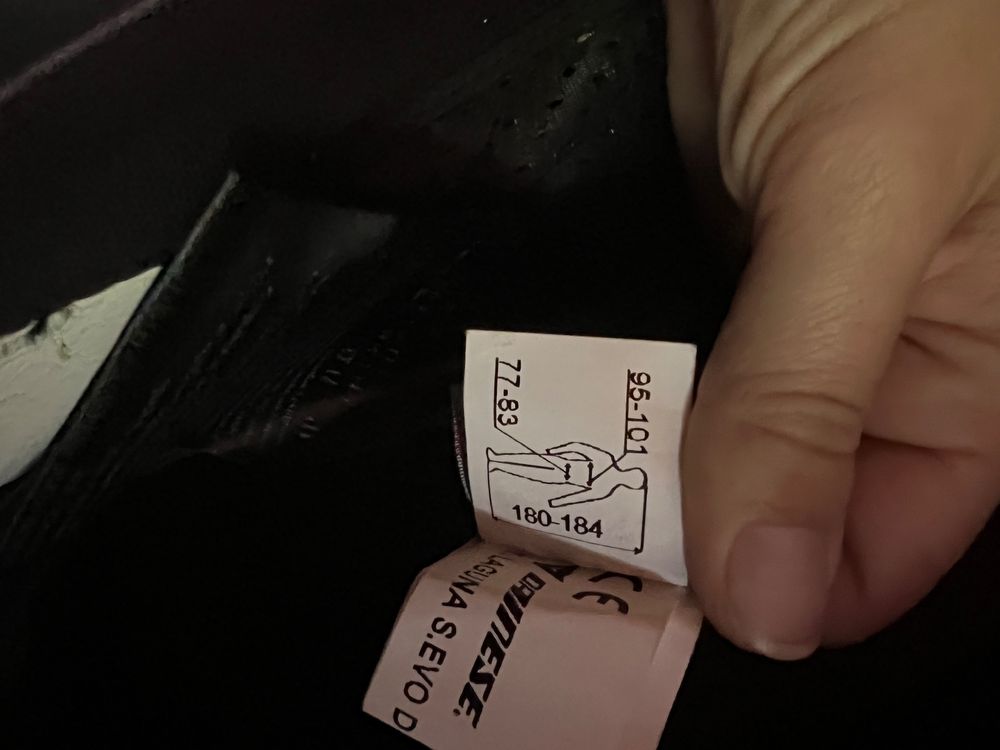 95-101
77-83
180-184
CE
DAINESE
LAGUNA S.EVO D